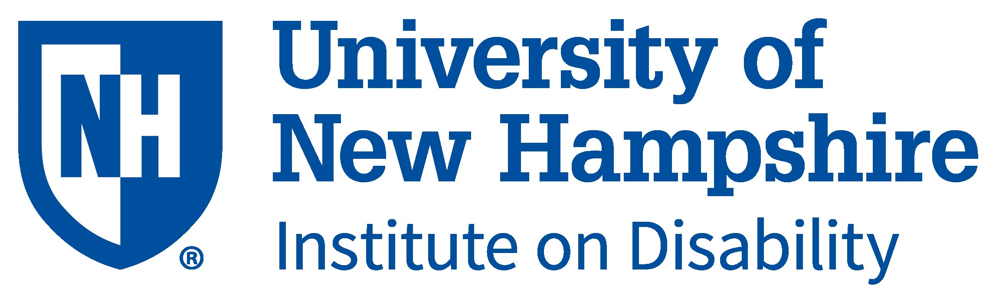 NH
®
University of
New Hampshire
Institute on Disability